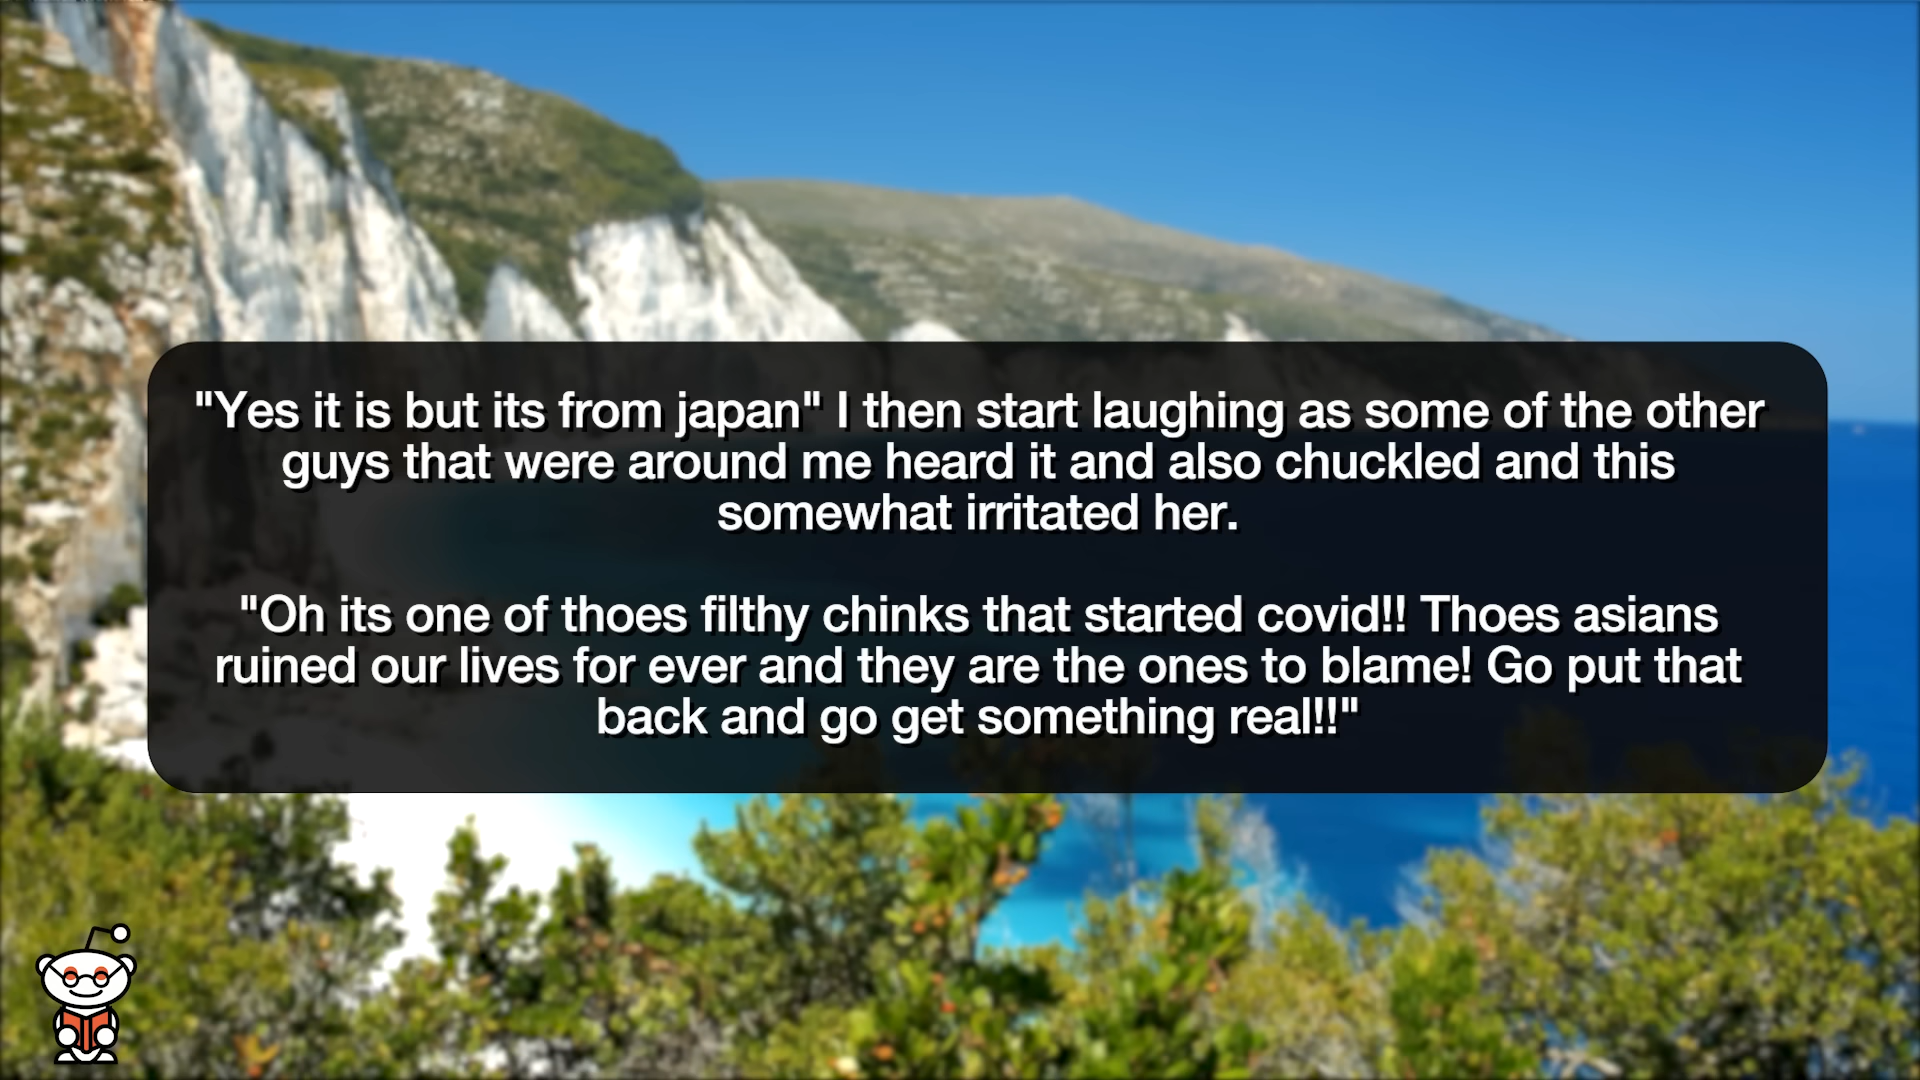 "Yes it is but its from japan" I then start laughing as some of the other
guys that were around me heard it and also chuckled and this
somewhat irritated her.
"Oh its one of thoes filthy chinks that started covid!! Thoes asians
ruined our lives for ever and they are the ones to blame! Go put that
back and go get something real!!"